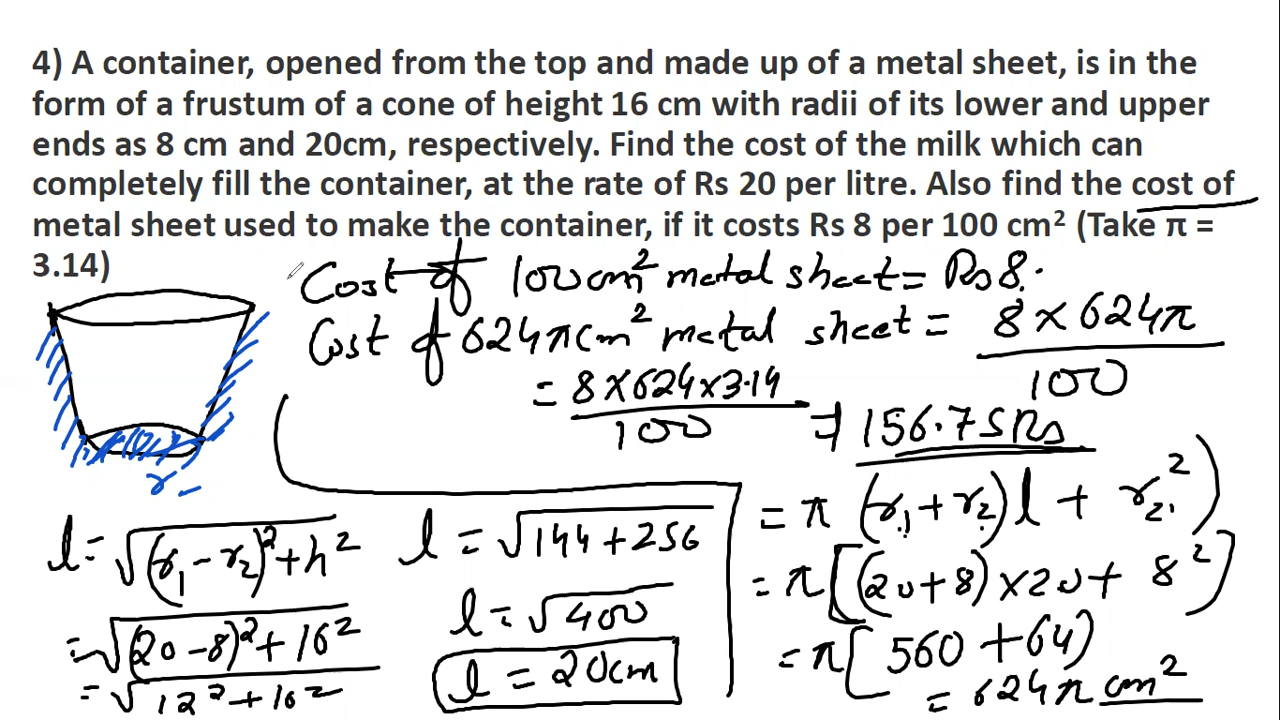 4) A container, opened from the top and made up of a metal sheet, is in the
form of a frustum of a cone of height 16 cm with radii of its lower and upper
ends as 8 cm and 20cm, respectively. Find the cost of the milk which can
completely fill the container, at the rate of Rs 20 per litre. Also find the cost of
metal sheet used to make the container, if it costs Rs 8 per 100 cm² (Take π =
3.14)
Cost of 100cm² metal sheet = Rs 8.
Cost of 624πcm² metal sheet = 8×624π/100
= 8×624×3.14/100 = 156.75Rs
= π (r₁+r₂)l + r₂²)
= π[(20+8)×20+ 8²]
= π[560+64)
= 624π cm²
l = √(r₁-r₂)²+h²
= √(20-8)²+16²
= √12²+16²
l = √144+256
l = √400
l = 20cm
r